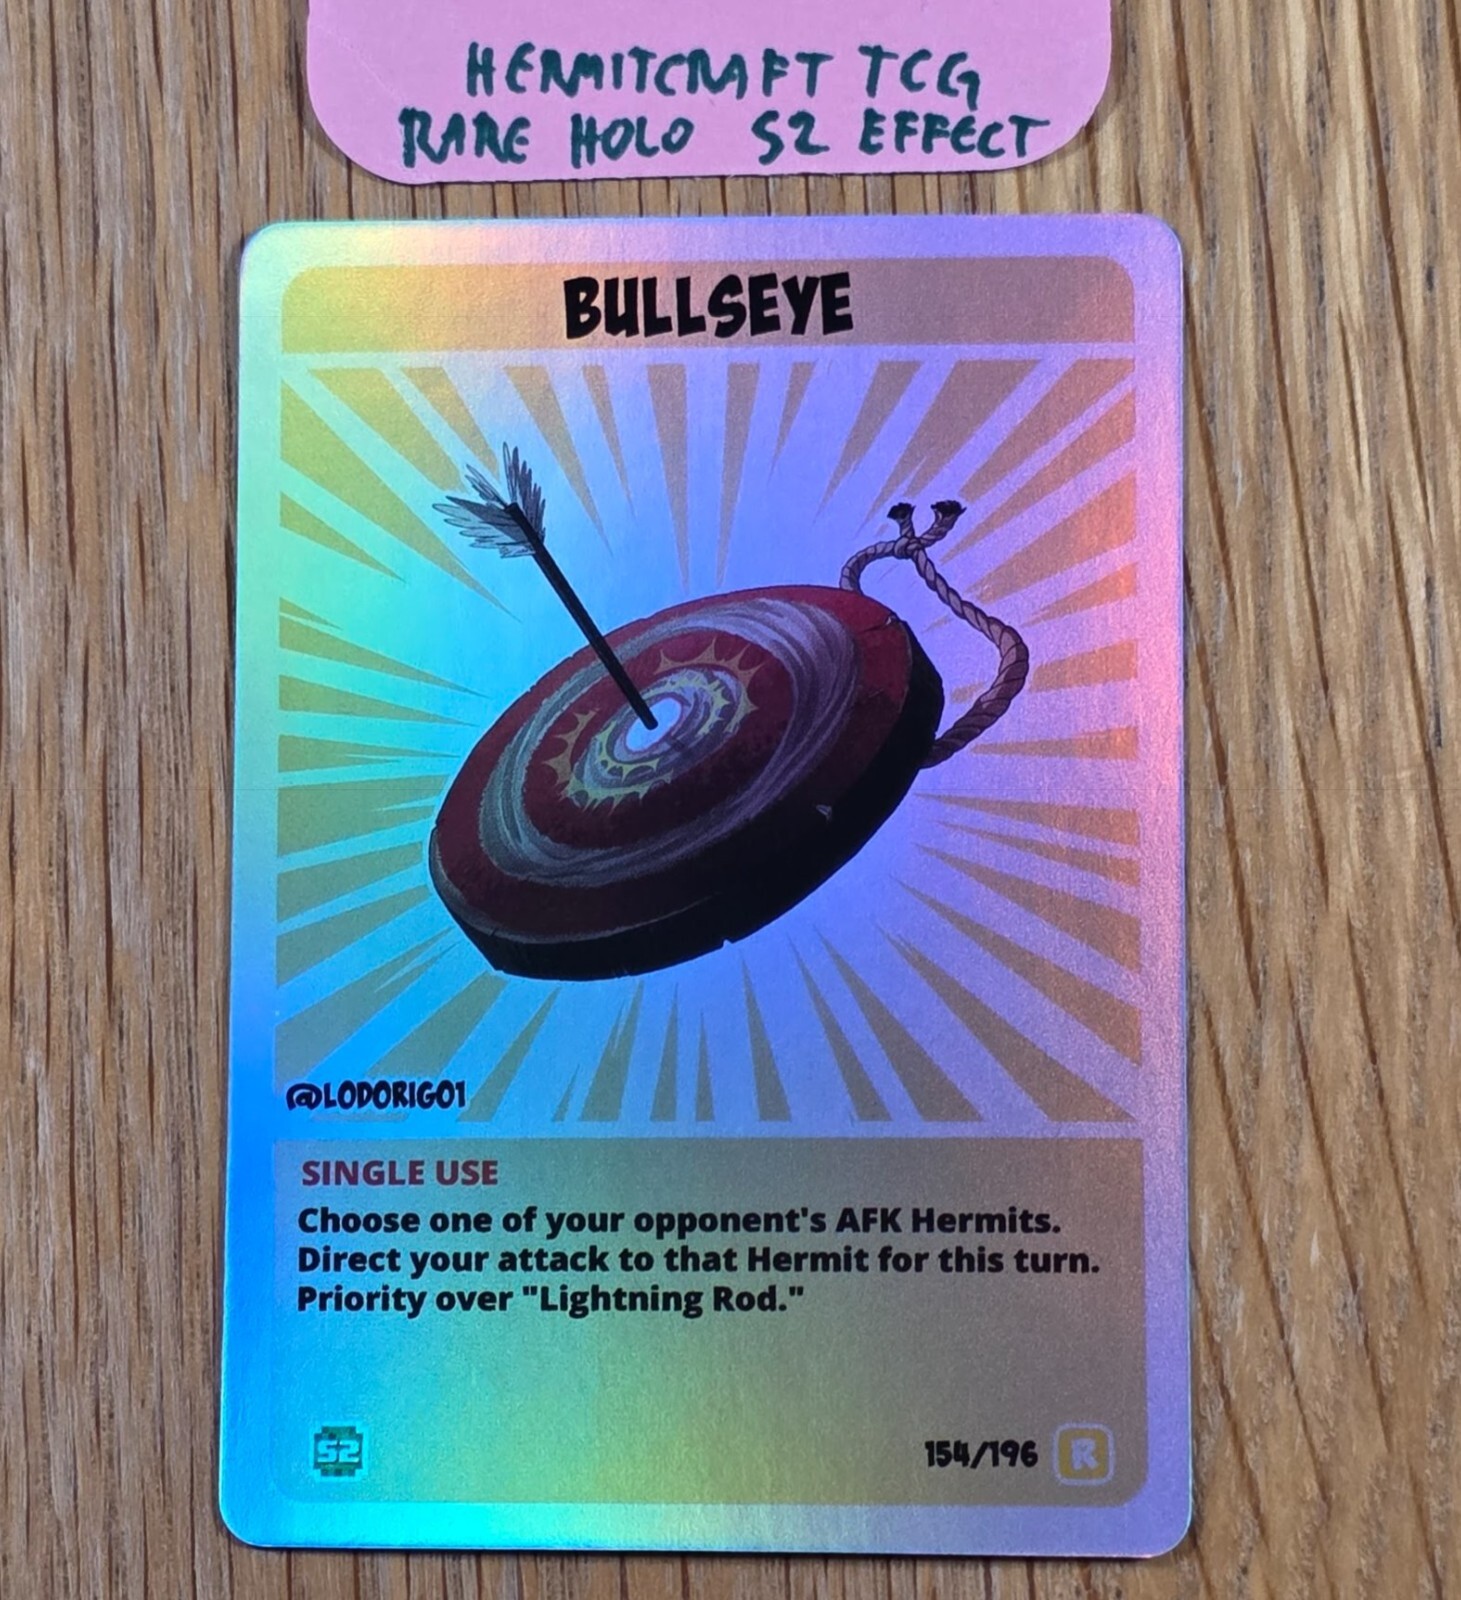 HERMITCRAFT TCG
RARE HOLO S2 EFFECT
BULLSEYE
@LODORIGO1
SINGLE USE
Choose one of your opponent's AFK Hermits.
Direct your attack to that Hermit for this turn.
Priority over "Lightning Rod."
S2
154/196 R